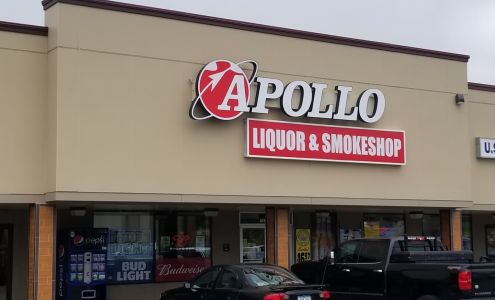 APOLLO
LIQUOR & SMOKESHOP
U.S
pepsi
BUD
LIGHT
Budweiser